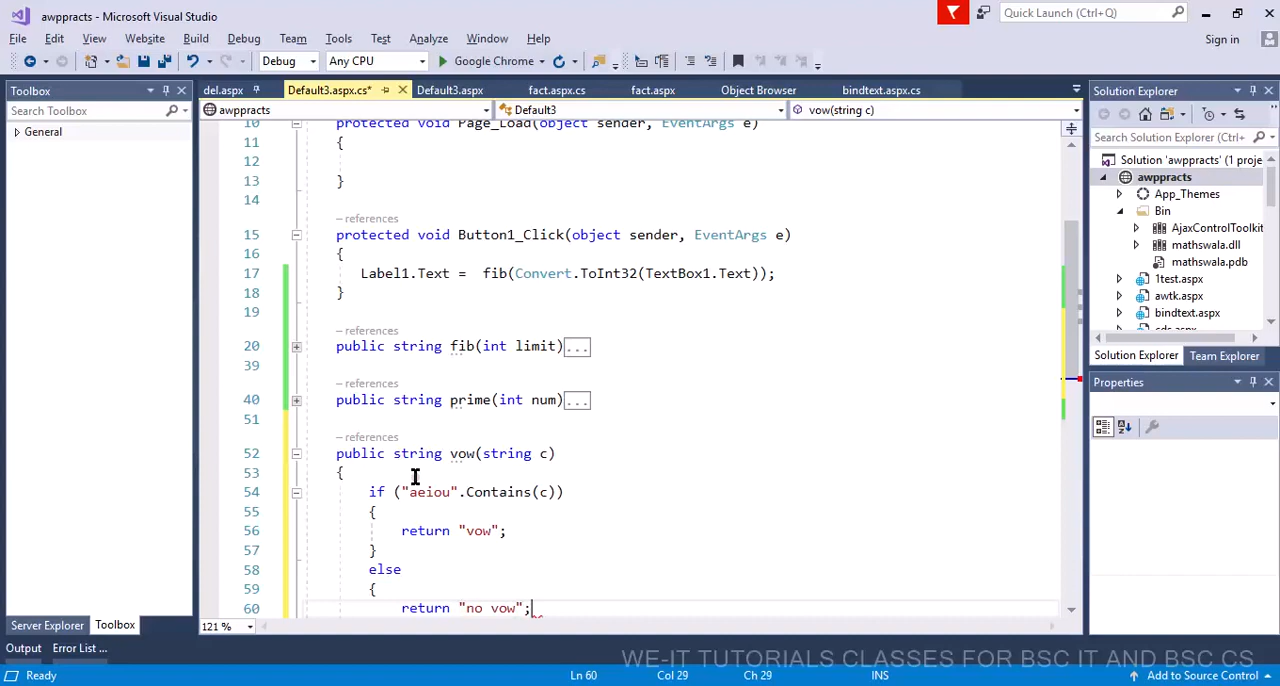 awppracts - Microsoft Visual Studio
Quick Launch (Ctrl+Q)
File Edit View Website Build Debug Team Tools Test Analyze Window Help
Sign in
Debug Any CPU Google Chrome
Toolbox
Search Toolbox
General
del.aspx Default3.aspx.cs* Default3.aspx fact.aspx.cs fact.aspx Object Browser bindtext.aspx.cs
awppracts Default3 vow(string c)
10 protected void Page_Load(object sender, EventArgs e)
11 {
12
13 }
14
– references
15 protected void Button1_Click(object sender, EventArgs e)
16 {
17 Label1.Text = fib(Convert.ToInt32(TextBox1.Text));
18 }
19
– references
20 public string fib(int limit)...
39
– references
40 public string prime(int num)...
51
– references
52 public string vow(string c)
53 {
54 if ("aeiou".Contains(c))
55 {
56 return "vow";
57 }
58 else
59 {
60 return "no vow";
121 %
Solution Explorer
Search Solution Explorer (Ctrl+
Solution 'awppracts' (1 proje
awppracts
App_Themes
Bin
AjaxControlToolkit
mathswala.dll
mathswala.pdb
1test.aspx
awtk.aspx
bindtext.aspx
cds.aspx
Solution Explorer Team Explorer
Properties
Server Explorer Toolbox
Output Error List ...
WE-IT TUTORIALS CLASSES FOR BSC IT AND BSC CS
Ready Ln 60 Col 29 Ch 29 INS Add to Source Control